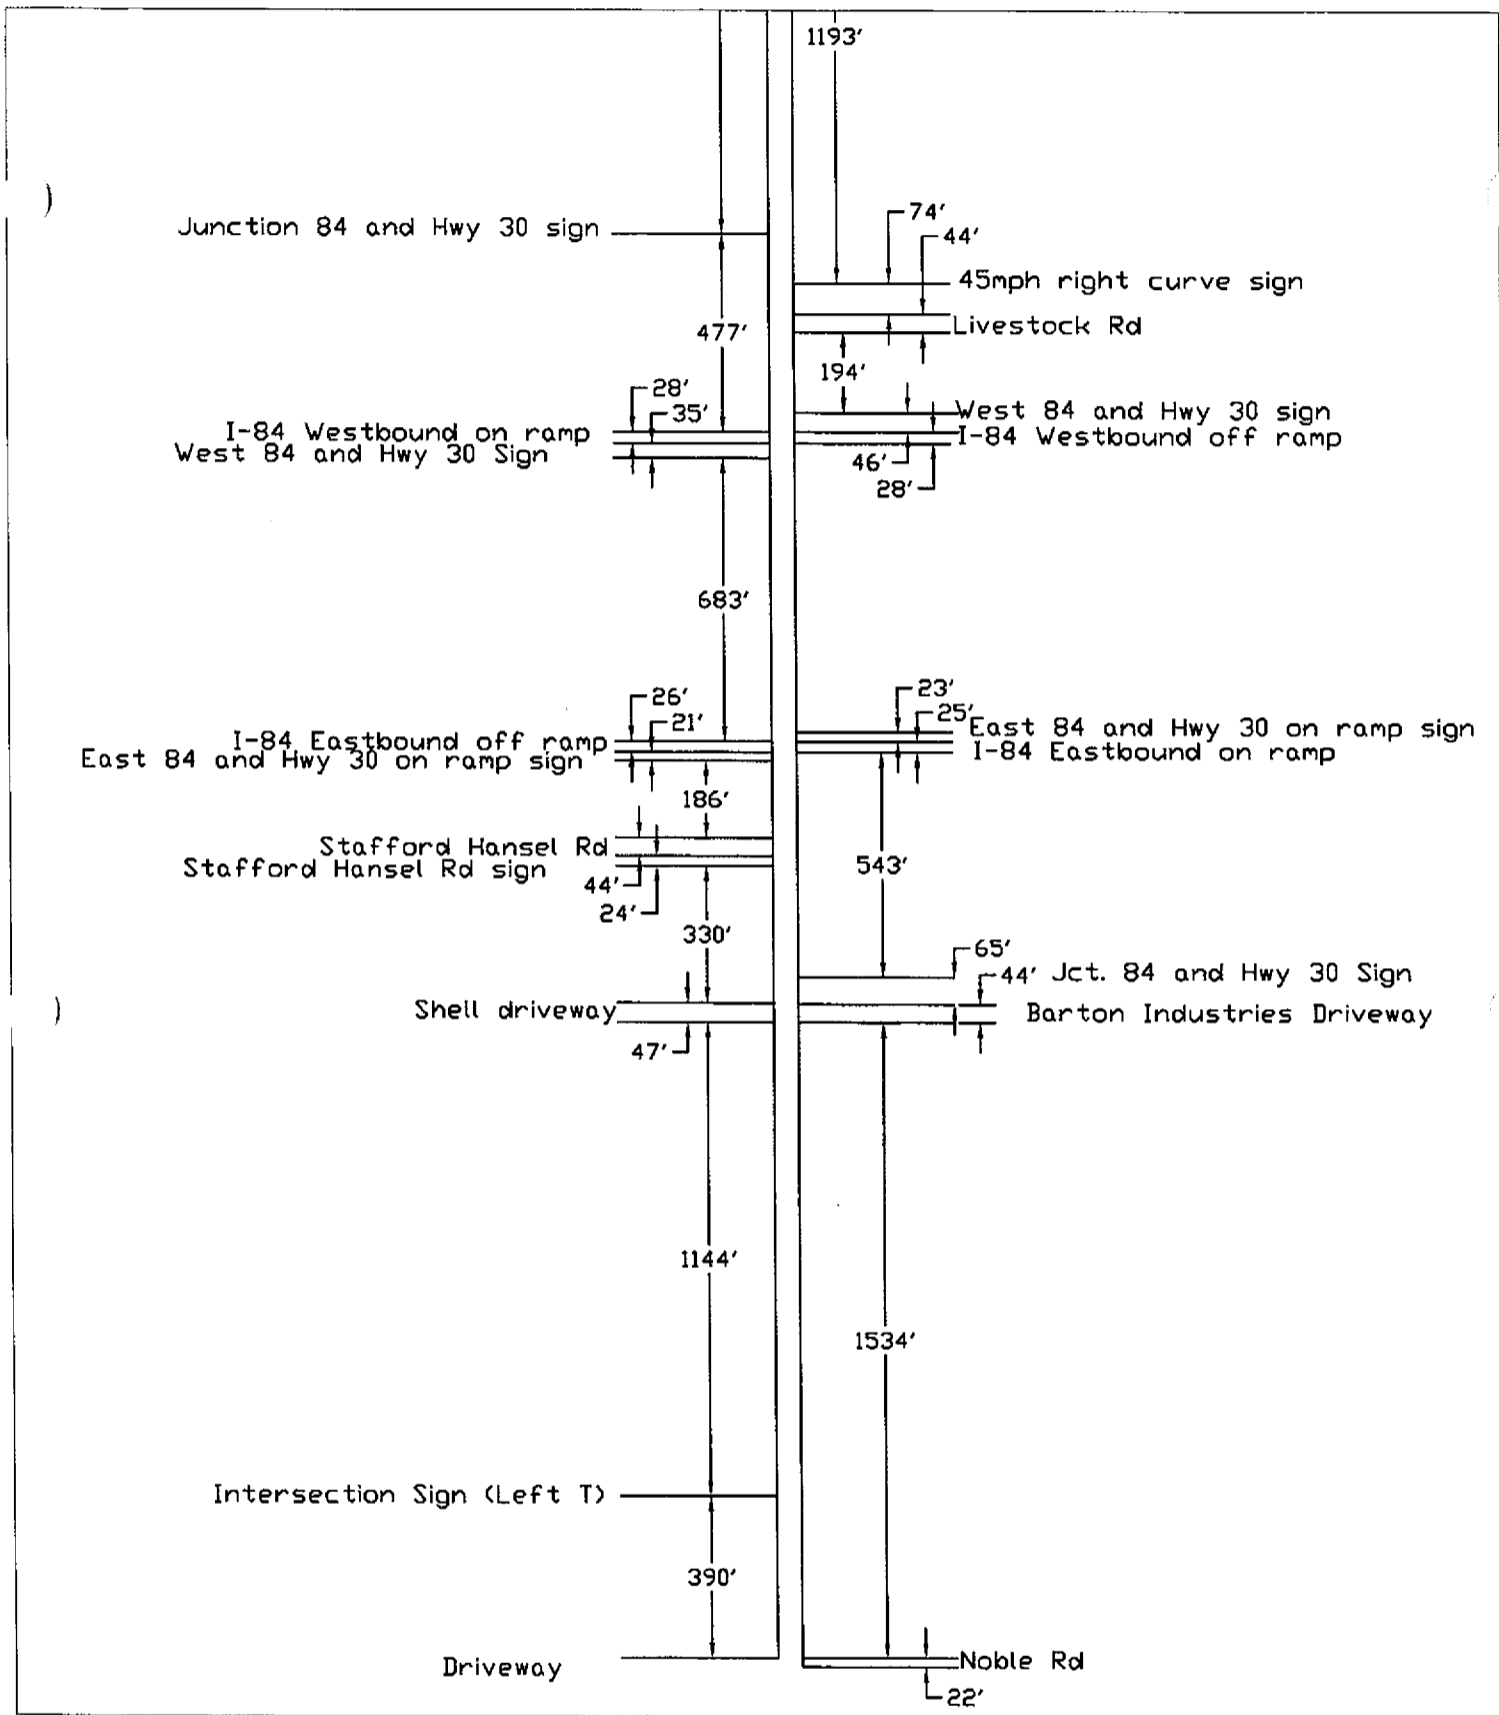 1193'
74'
Junction 84 and Hwy 30 sign
44'
45mph right curve sign
477'
Livestock Rd
194'
28'
35'
West 84 and Hwy 30 sign
I-84 Westbound on ramp
I-84 Westbound off ramp
West 84 and Hwy 30 Sign
46'
28'
683'
26'
23'
21'
25'
East 84 and Hwy 30 on ramp sign
I-84 Eastbound off ramp
I-84 Eastbound on ramp
East 84 and Hwy 30 on ramp sign
186'
Stafford Hansel Rd
Stafford Hansel Rd sign
543'
44'
24'
330'
65'
44' Jct. 84 and Hwy 30 Sign
Shell driveway
Barton Industries Driveway
47'
1144'
1534'
Intersection Sign (Left T)
390'
Driveway
Noble Rd
22'